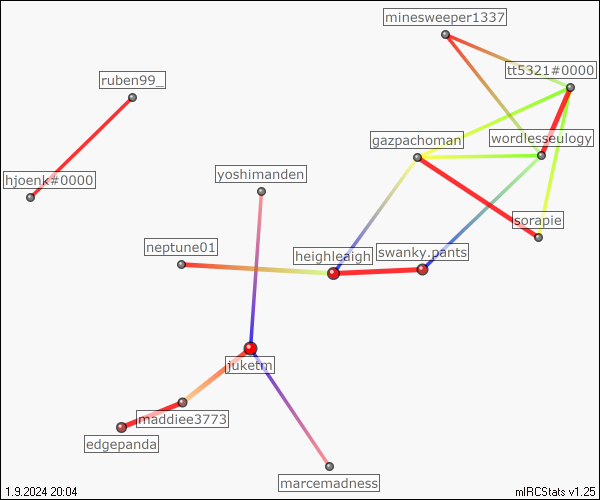 minesweeper1337
tt5321#0000
ruben99_
gazpachoman
wordlesseulogy
hjoenk#0000
yoshimanden
sorapie
neptune01
heighleaigh
swanky.pants
juketm
maddiee3773
edgepanda
marcemadness
1.9.2024 20:04
mIRCStats v1.25